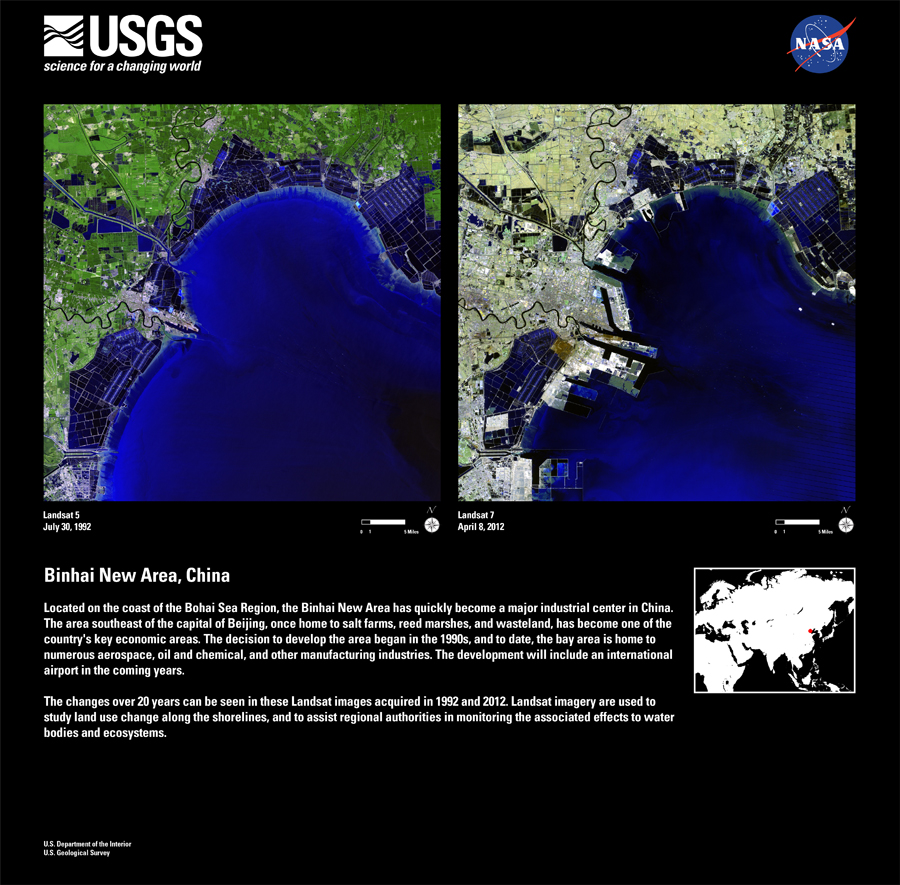 USGS
science for a changing world
NASA
Landsat 5
July 30, 1992
N
0 1 5 Miles
Landsat 7
April 8, 2012
N
0 1 5 Miles
Binhai New Area, China
Located on the coast of the Bohai Sea Region, the Binhai New Area has quickly become a major industrial center in China.
The area southeast of the capital of Beijing, once home to salt farms, reed marshes, and wasteland, has become one of the
country's key economic areas. The decision to develop the area began in the 1990s, and to date, the bay area is home to
numerous aerospace, oil and chemical, and other manufacturing industries. The development will include an international
airport in the coming years.
The changes over 20 years can be seen in these Landsat images acquired in 1992 and 2012. Landsat imagery are used to
study land use change along the shorelines, and to assist regional authorities in monitoring the associated effects to water
bodies and ecosystems.
U.S. Department of the Interior
U.S. Geological Survey